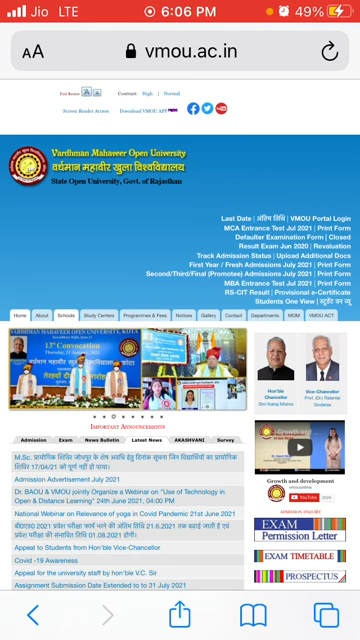 Jio LTE 6:06 PM 49%
AA vmou.ac.in
Text Resize A A Contrast: High | Normal
Screen Reader Access Download VMOU APP
Vardhman Mahaveer Open University
वर्धमान महावीर खुला विश्वविद्यालय
State Open University, Govt. of Rajasthan
Last Date | अंतिम तिथि | VMOU Portal Login
MCA Entrance Test Jul 2021 | Print Form
Defaulter Examination Form | Closed
Result Exam Jun 2020 | Revaluation
Track Admission Status | Upload Additional Docs
First Year / Fresh Admissions July 2021 | Print Form
Second/Third/Final (Promotee) Admissions July 2021 | Print Form
MBA Entrance Test Jul 2021 | Print Form
RS-CIT Result | Provisional e-Certificate
Students One View | स्टूडेंट वन व्यू
Home About Schools Study Centers Programmes & Fees Notices Gallery Contact Departments MOM VMOU ACT
VARDHMAN MAHAVEER OPEN UNIVERSITY, KOTA
13th Convocation
Important Announcements
Admission Exam News Bulletin Latest News AKASHVANI Survey
M.Sc. प्रायोगिक शिविर जोधपुर के शेष अवधि हेतु दिनांक सूचना जिन विद्यार्थियों का प्रायोगिक
शिविर 17/04/21 को पूर्ण नहीं हो पाया।
Admission Advertisement July 2021
Dr. BAOU & VMOU jointly Organize a Webinar on "Use of Technology in
Open & Distance Learning" 24th June 2021, 04:00 PM
National Webinar on Relevance of yoga in Covid Pandemic 21st June 2021
बीएड़ओडी 2021 प्रवेश परीक्षा फार्म भरने की अंतिम तिथि 21.6.2021 तक बढाई जाती है एवं
प्रवेश परीक्षा की संभावित तिथि 01.08.2021 होगी।
Appeal to Students from Hon'ble Vice-Chancellor
Covid -19 Awareness
Appeal for the university staff by hon'ble V.C. Sir
Assignment Submission Date Extended to to 31 July 2021
Hon'ble
Chancellor
Shri Kalraj Mishra
Vice-Chancellor
Prof. (Dr.) Ratanlal
Godara
Growth and development
vmouonline
YouTube
ADMISSION ENQUIRY
EXAM
Permission Letter
EXAM TIMETABLE
PROSPECTUS